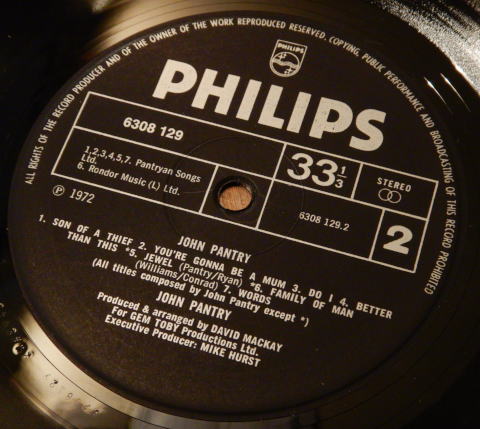 ALL RIGHTS OF THE RECORD PRODUCER AND OF THE OWNER OF THE WORK REPRODUCED RESERVED. COPYING, PUBLIC PERFORMANCE AND BROADCASTING OF THIS RECORD PROHIBITED
PHILIPS
PHILIPS
6308 129
33 1/3
STEREO
1,2,3,4,5,7. Pantryan Songs
Ltd.
6. Rondor Music (L) Ltd.
6308 129.2
2
Ⓟ 1972
JOHN PANTRY
1. SON OF A THIEF 2. YOU'RE GONNA BE A MUM 3. DO I 4. BETTER
THAN THIS *5. JEWEL (Pantry/Ryan) *6. FAMILY OF MAN
(Williams/Conrad) 7. WORDS
(All titles composed by John Pantry except *)
JOHN PANTRY
Produced & arranged by DAVID MACKAY
For GEM TOBY Productions Ltd.
Executive Producer: MIKE HURST